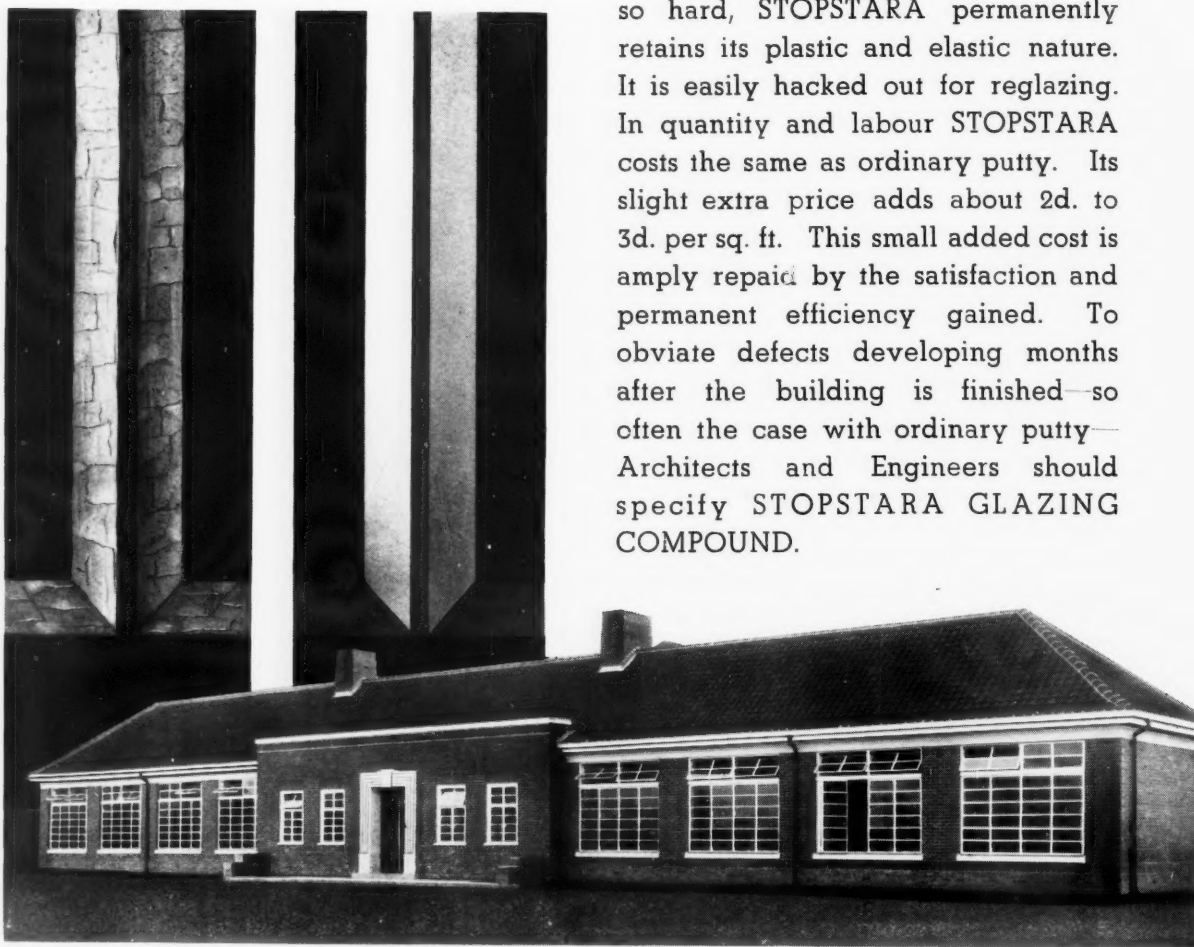 so hard, STOPSTARA permanently
retains its plastic and elastic nature.
It is easily hacked out for reglazing.
In quantity and labour STOPSTARA
costs the same as ordinary putty. Its
slight extra price adds about 2d. to
3d. per sq. ft. This small added cost is
amply repaid by the satisfaction and
permanent efficiency gained. To
obviate defects developing months
after the building is finished—so
often the case with ordinary putty—
Architects and Engineers should
specify STOPSTARA GLAZING
COMPOUND.